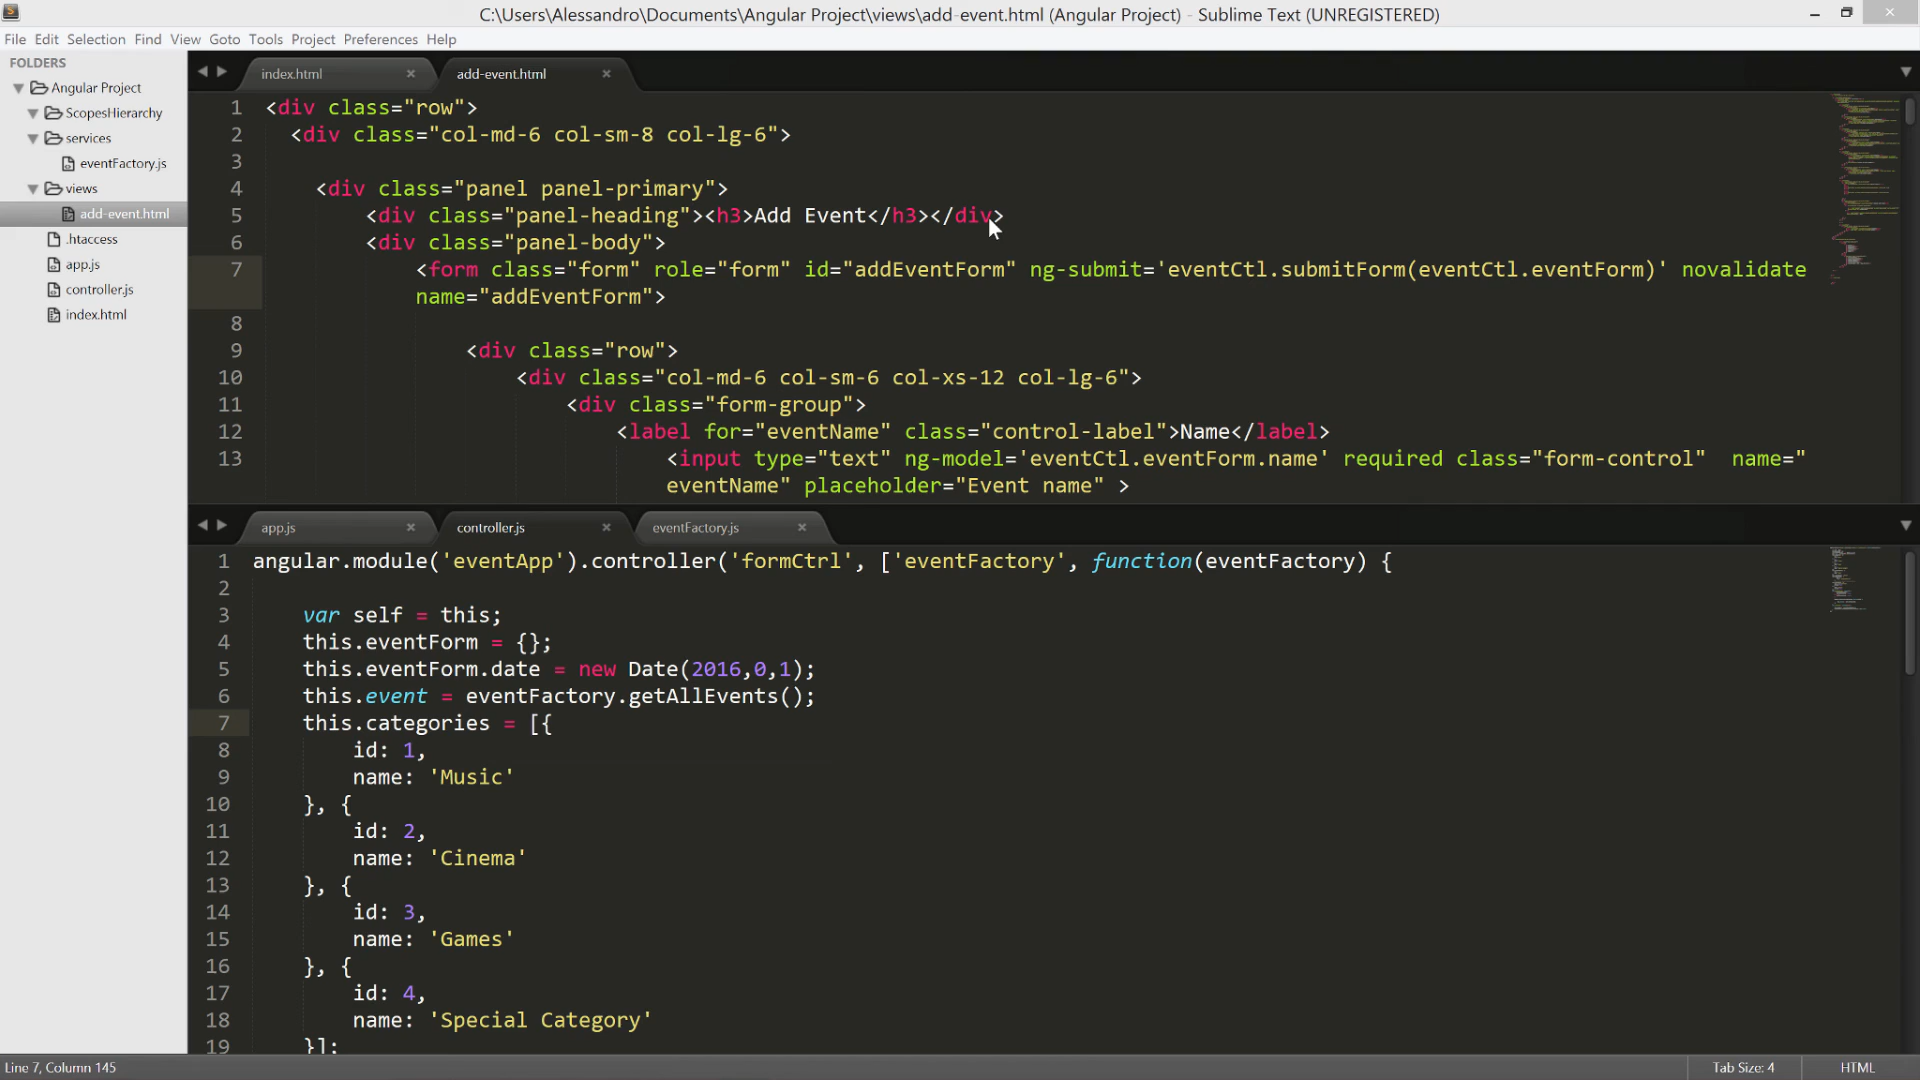 C:\Users\Alessandro\Documents\Angular Project\views\add-event.html (Angular Project) - Sublime Text (UNREGISTERED)
File Edit Selection Find View Goto Tools Project Preferences Help
FOLDERS
Angular Project
ScopesHierarchy
services
eventFactory.js
views
add-event.html
.htaccess
app.js
controller.js
index.html
index.html × add-event.html ×
1 <div class="row">
2 <div class="col-md-6 col-sm-8 col-lg-6">
3
4 <div class="panel panel-primary">
5 <div class="panel-heading"><h3>Add Event</h3></div>
6 <div class="panel-body">
7 <form class="form" role="form" id="addEventForm" ng-submit='eventCtl.submitForm(eventCtl.eventForm)' novalidate
name="addEventForm">
8
9 <div class="row">
10 <div class="col-md-6 col-sm-6 col-xs-12 col-lg-6">
11 <div class="form-group">
12 <label for="eventName" class="control-label">Name</label>
13 <input type="text" ng-model='eventCtl.eventForm.name' required class="form-control"  name="
eventName" placeholder="Event name" >
app.js × controller.js × eventFactory.js ×
1 angular.module('eventApp').controller('formCtrl', ['eventFactory', function(eventFactory) {
2
3 var self = this;
4 this.eventForm = {};
5 this.eventForm.date = new Date(2016,0,1);
6 this.event = eventFactory.getAllEvents();
7 this.categories = [{
8 id: 1,
9 name: 'Music'
10 }, {
11 id: 2,
12 name: 'Cinema'
13 }, {
14 id: 3,
15 name: 'Games'
16 }, {
17 id: 4,
18 name: 'Special Category'
19 }];
Line 7, Column 145 Tab Size: 4 HTML